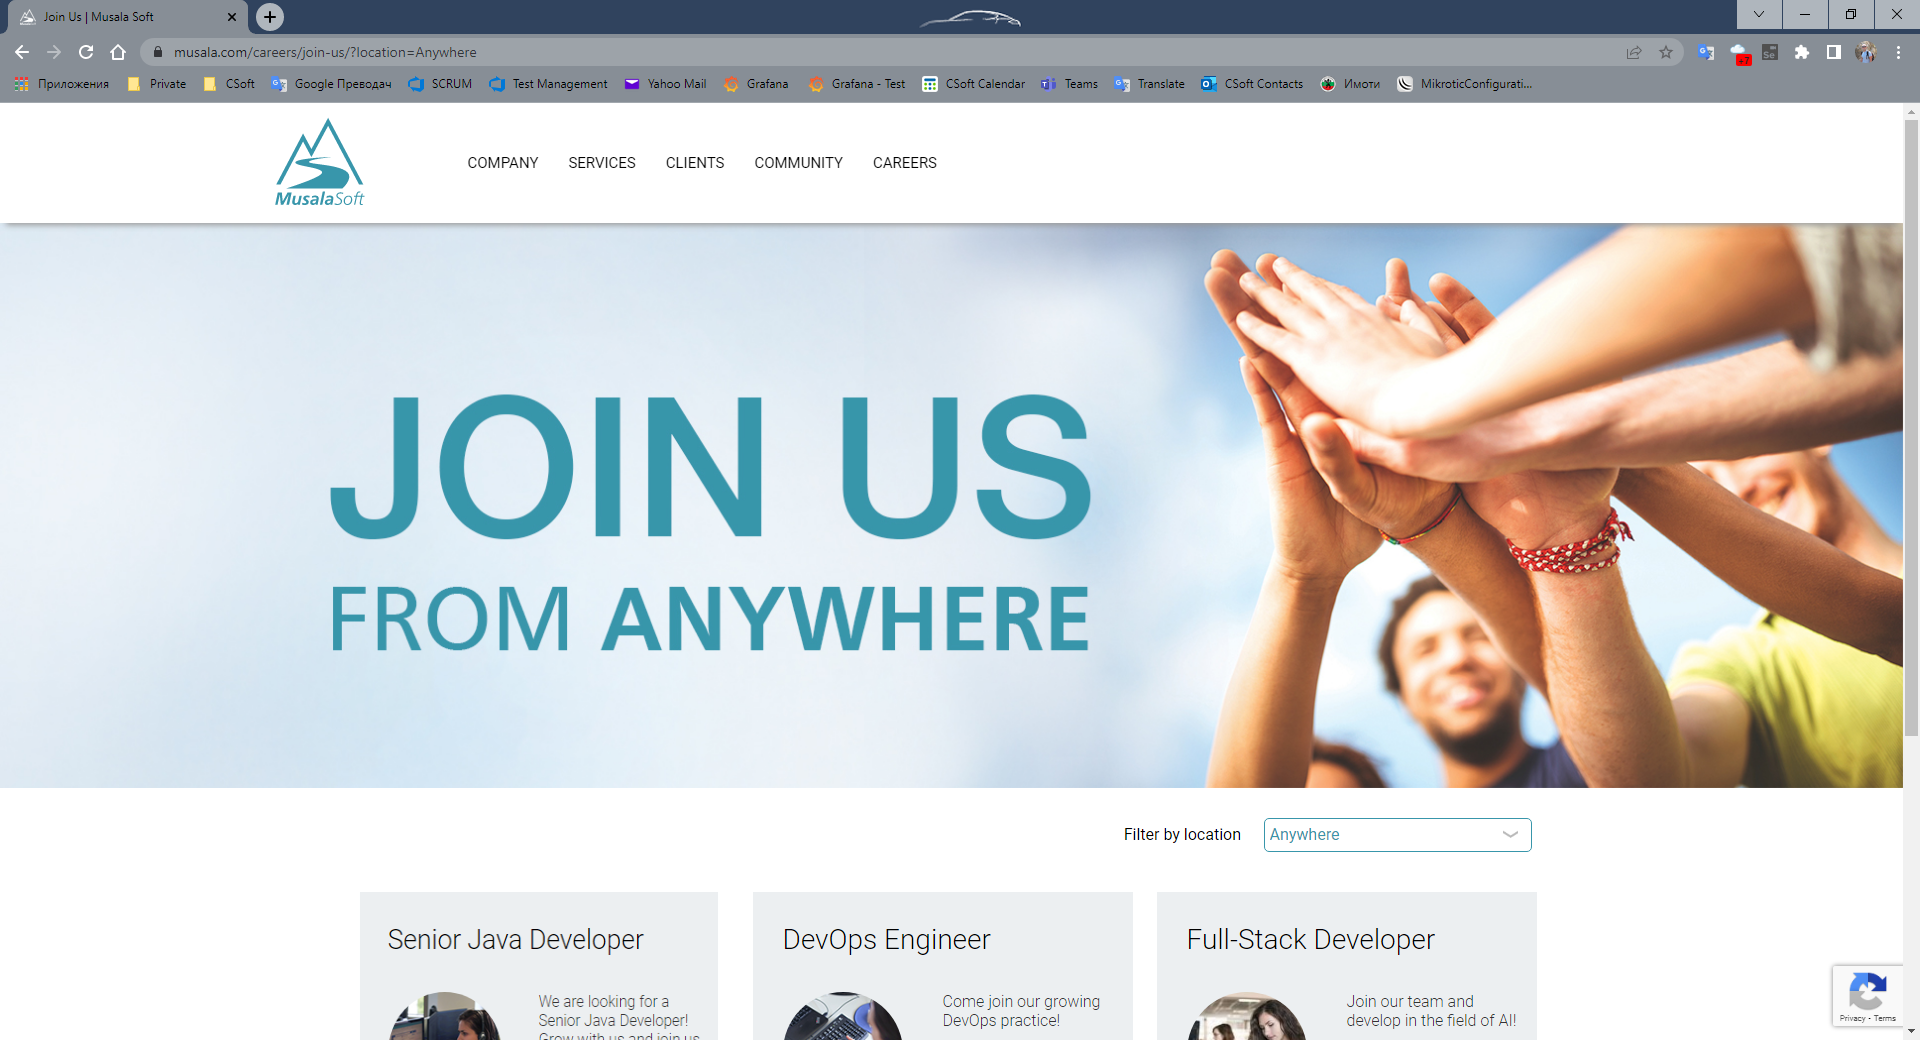 Join Us | Musala Soft
musala.com/careers/join-us/?location=Anywhere
Приложения Private CSoft Google Преводач SCRUM Test Management Yahoo Mail Grafana Grafana - Test CSoft Calendar Teams Translate CSoft Contacts Имоти MikroticConfigurati...
MusalaSoft
COMPANY SERVICES CLIENTS COMMUNITY CAREERS
JOIN US
FROM ANYWHERE
Filter by location Anywhere
Senior Java Developer
We are looking for a
Senior Java Developer!
Grow with us and join us
DevOps Engineer
Come join our growing
DevOps practice!
Full-Stack Developer
Join our team and
develop in the field of AI!
Privacy - Terms